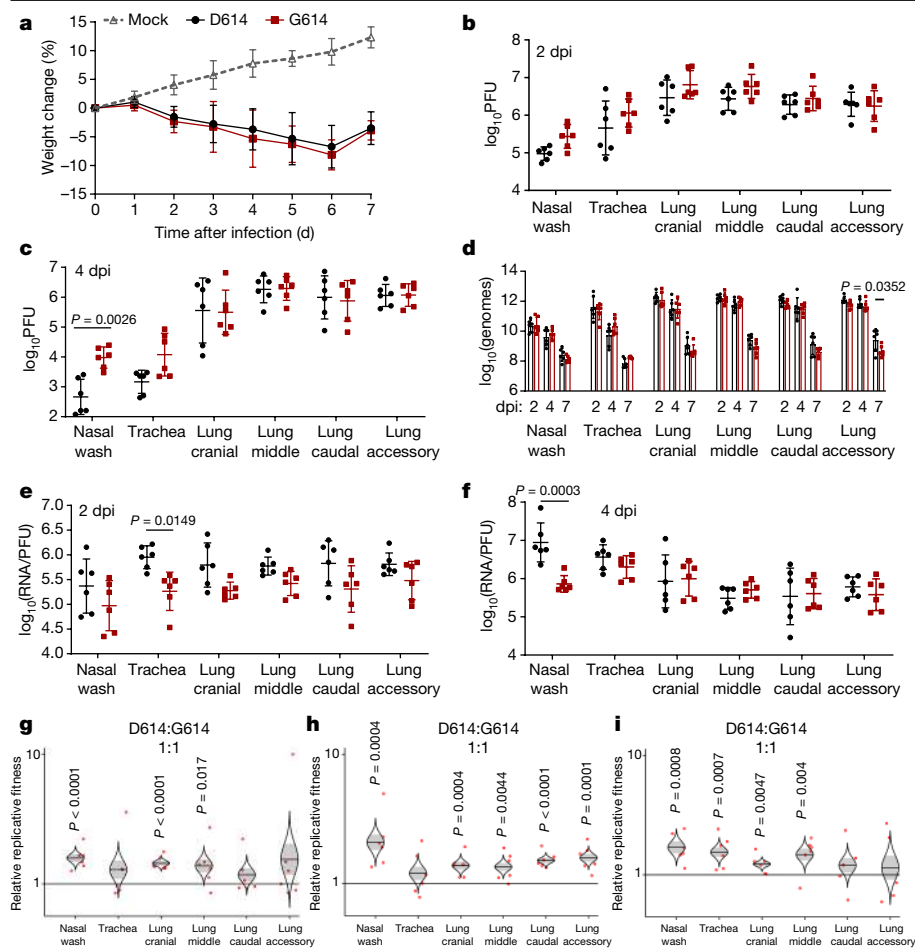 a
Mock D614 G614
Weight change (%)
15
10
5
0
−5
−10
−15
0 1 2 3 4 5 6 7
Time after infection (d)
b
2 dpi
log10PFU
8
7
6
5
4
Nasal wash Trachea Lung cranial Lung middle Lung caudal Lung accessory
c
4 dpi
log10PFU
7
6
5
4
3
2
P = 0.0026
Nasal wash Trachea Lung cranial Lung middle Lung caudal Lung accessory
d
log10(genomes)
14
12
10
8
6
P = 0.0352
dpi: 2 4 7 2 4 7 2 4 7 2 4 7 2 4 7 2 4 7
Nasal wash Trachea Lung cranial Lung middle Lung caudal Lung accessory
e
2 dpi
log10(RNA/PFU)
7.0
6.5
6.0
5.5
5.0
4.5
4.0
P = 0.0149
Nasal wash Trachea Lung cranial Lung middle Lung caudal Lung accessory
f
4 dpi
log10(RNA/PFU)
8
7
6
5
4
P = 0.0003
Nasal wash Trachea Lung cranial Lung middle Lung caudal Lung accessory
g
D614:G614
1:1
Relative replicative fitness
10
1
P < 0.0001
P < 0.0001
P = 0.017
Nasal wash Trachea Lung cranial Lung middle Lung caudal Lung accessory
h
D614:G614
1:1
Relative replicative fitness
10
1
P = 0.0004
P = 0.0004
P = 0.0044
P < 0.0001
P = 0.0001
Nasal wash Trachea Lung cranial Lung middle Lung caudal Lung accessory
i
D614:G614
1:1
Relative replicative fitness
10
1
P = 0.0008
P = 0.0007
P = 0.0047
P = 0.004
Nasal wash Trachea Lung cranial Lung middle Lung caudal Lung accessory